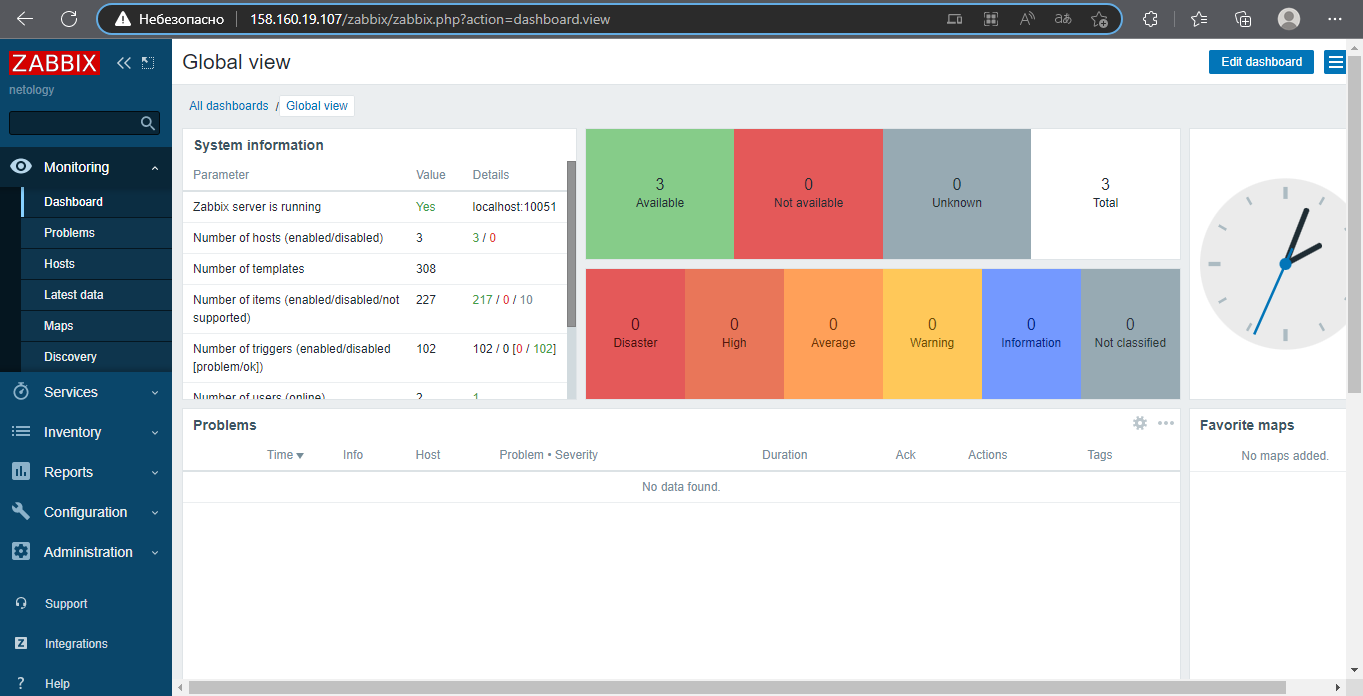 Небезопасно 158.160.19.107/zabbix/zabbix.php?action=dashboard.view
ZABBIX
netology
Monitoring
Dashboard
Problems
Hosts
Latest data
Maps
Discovery
Services
Inventory
Reports
Configuration
Administration
Support
Z Integrations
? Help
Global view
Edit dashboard
All dashboards / Global view
System information
Parameter Value Details
Zabbix server is running Yes localhost:10051
Number of hosts (enabled/disabled) 3 3 / 0
Number of templates 308
Number of items (enabled/disabled/not 227 217 / 0 / 10
supported)
Number of triggers (enabled/disabled 102 102 / 0 [0 / 102]
[problem/ok])
Number of users (online) 2 1
3
Available
0
Not available
0
Unknown
3
Total
0
Disaster
0
High
0
Average
0
Warning
0
Information
0
Not classified
Problems
Time Info Host Problem • Severity Duration Ack Actions Tags
No data found.
Favorite maps
No maps added.